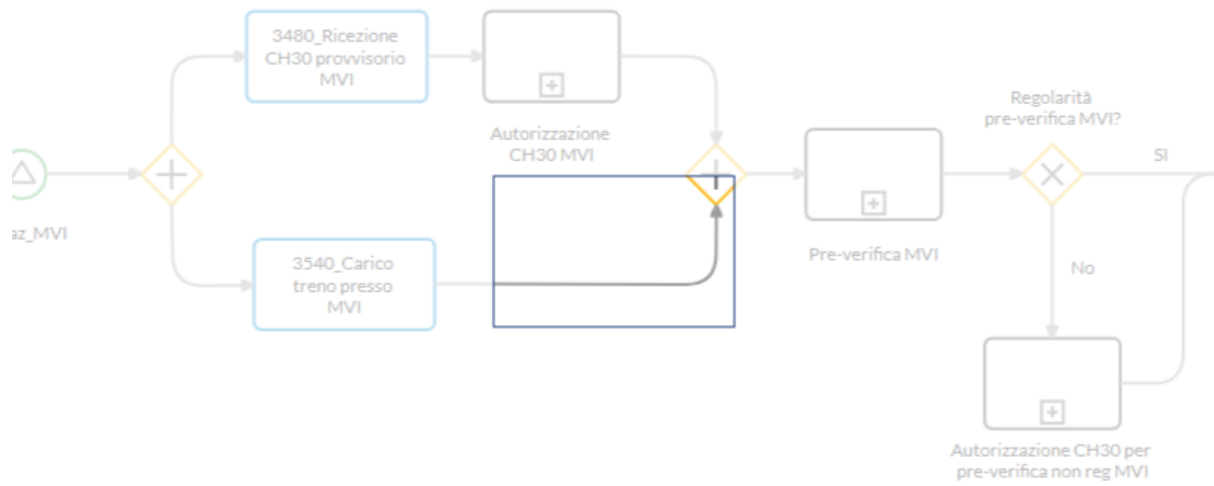 3480_Ricezione
CH30 provvisorio
MVI
Autorizzazione
CH30 MVI
az_MVI
3540_Carico
treno presso
MVI
Pre-verifica MVI
Regolarità
pre-verifica MVI?
Sì
No
Autorizzazione CH30 per
pre-verifica non reg MVI